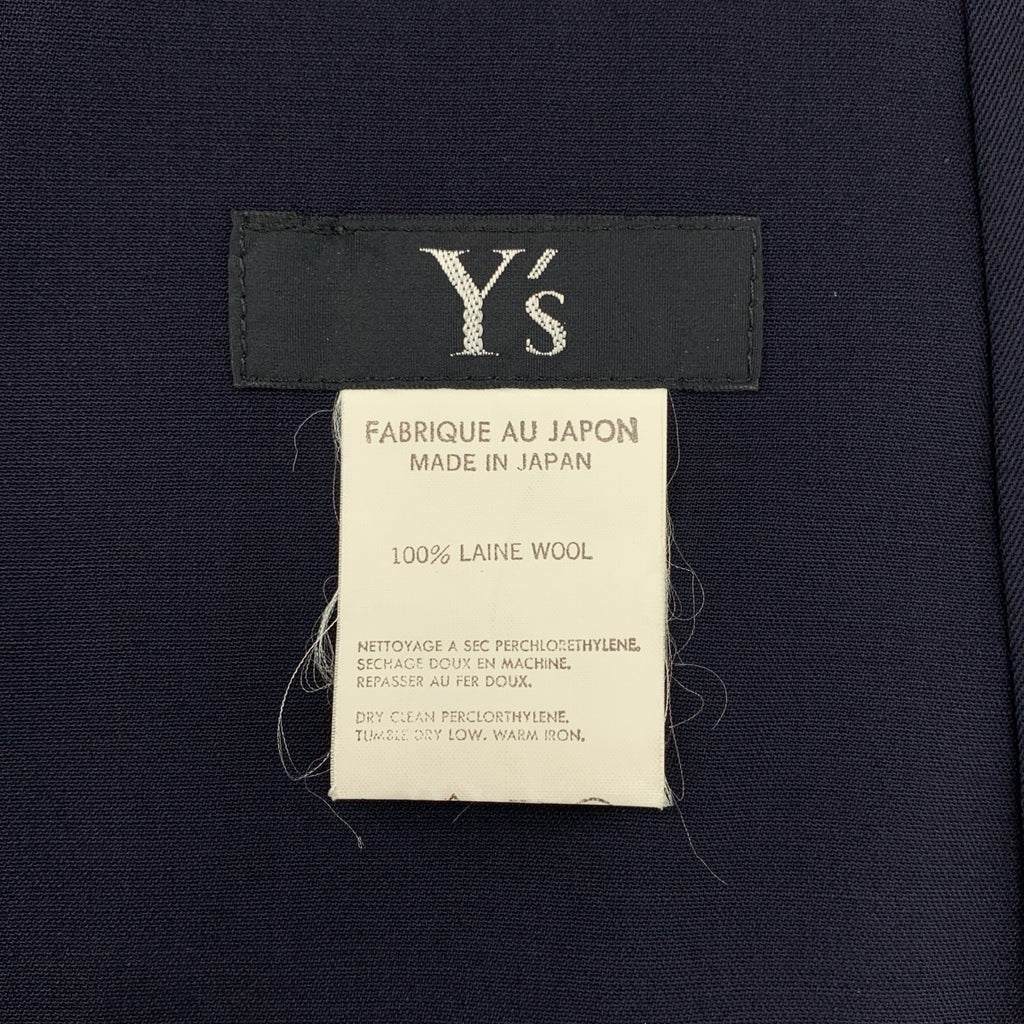 Y's
FABRIQUE AU JAPON
MADE IN JAPAN
100% LAINE WOOL
NETTOYAGE A SEC PERCHLORETHYLENE.
SECHAGE DOUX EN MACHINE.
REPASSER AU FER DOUX.
DRY CLEAN PERCLORTHYLENE.
TUMBLE DRY LOW. WARM IRON.